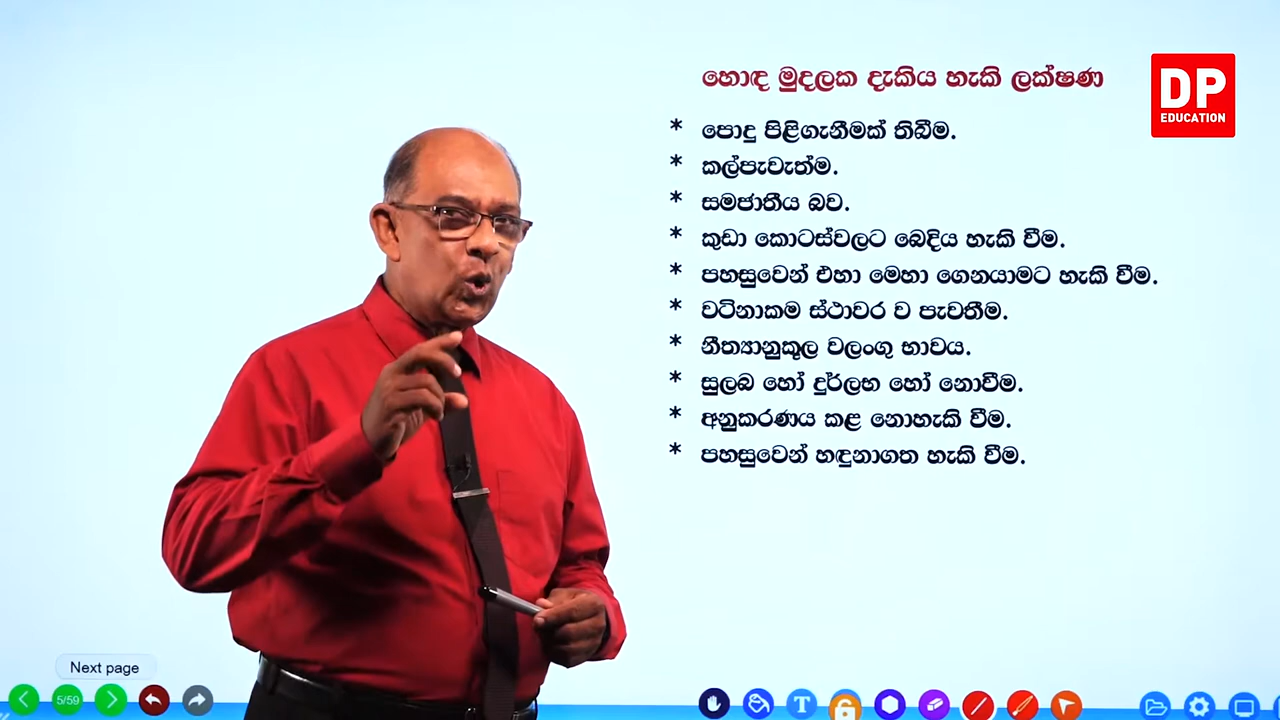 හොඳ මුදලක දැකිය හැකි ලක්ෂණ
DP
EDUCATION
* පොදු පිළිගැනීමක් තිබීම.
* කල්පැවැත්ම.
* සමජාතීය බව.
* කුඩා කොටස්වලට බෙදිය හැකි වීම.
* පහසුවෙන් එහා මෙහා ගෙනයාමට හැකි වීම.
* වටිනාකම ස්ථාවර ව පැවතීම.
* නීත්‍යානුකූල වලංගු භාවය.
* සුලබ හෝ දුර්ලභ හෝ නොවීම.
* අනුකරණය කළ නොහැකි වීම.
* පහසුවෙන් හඳුනාගත හැකි වීම.
Next page
5/59
T